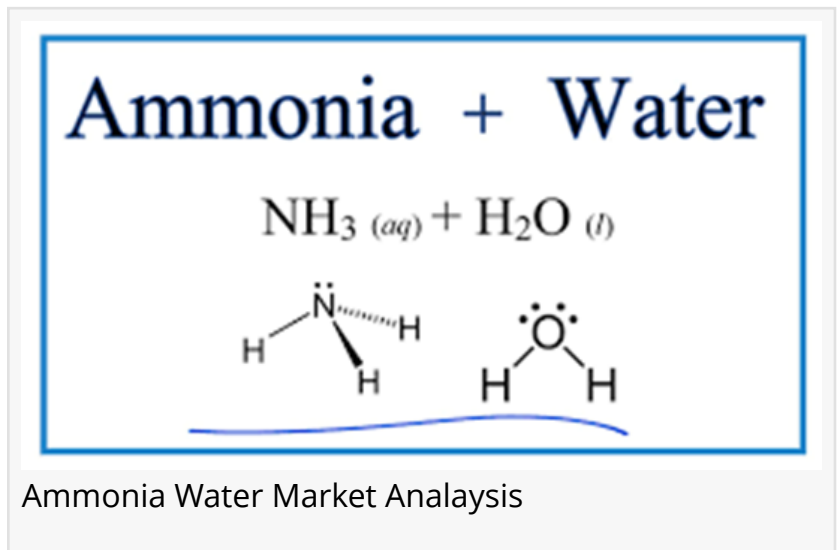 Ammonia + Water
NH₃ (aq) + H₂O (l)
N H H H
O H H
Ammonia Water Market Analaysis